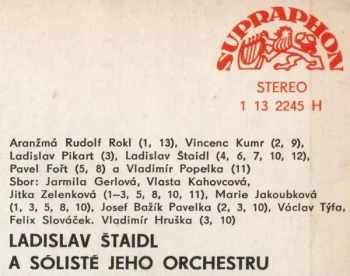 SUPRAPHON
STEREO
1 13 2245 H
Aranžmá Rudolf Rokl (1, 13), Vincenc Kumr (2, 9),
Ladislav Pikart (3), Ladislav Štaidl (4, 6, 7, 10, 12),
Pavel Fořt (5, 8) a Vladimír Popelka (11)
Sbor: Jarmila Gerlová, Vlasta Kahovcová,
Jitka Zelenková (1—3, 5, 8, 10, 11), Marie Jakoubková
(1, 3, 5, 8, 10), Josef Bažík Pavelka (2, 3, 10), Václav Týfa,
Felix Slováček. Vladimír Hruška (3, 10)
LADISLAV ŠTAIDL
A SÓLISTÉ JEHO ORCHESTRU